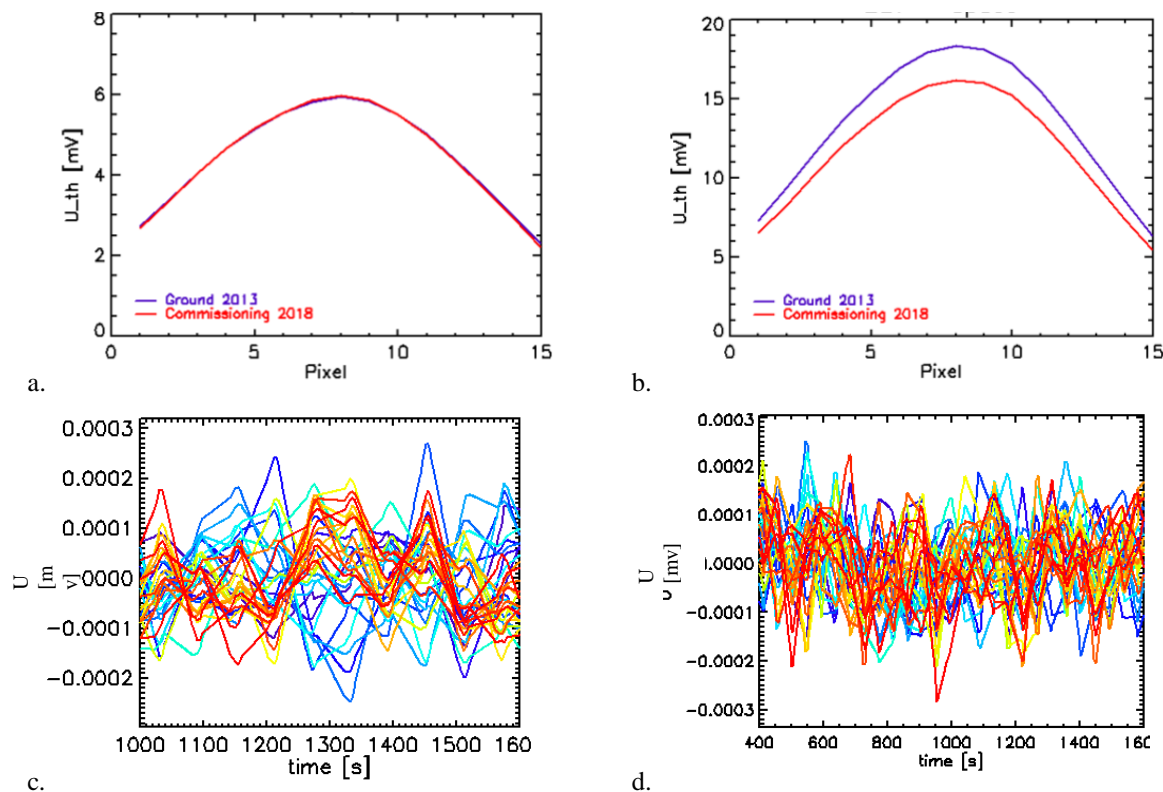 8
6
4
2
0
U_th [mV]
Ground 2013
Commissioning 2018
0 5 10 15
Pixel
a.
20
15
10
5
0
U_th [mV]
Ground 2013
Commissioning 2018
0 5 10 15
Pixel
b.
0.0003
0.0002
0.0001
-0.0000
-0.0001
-0.0002
U
[m
v]
1000 1100 1200 1300 1400 1500 160
time [s]
c.
0.0003
0.0002
0.0001
-0.0001
-0.0002
-0.0003
U
[mv]
400 600 800 1000 1200 1400 160
time [s]
d.